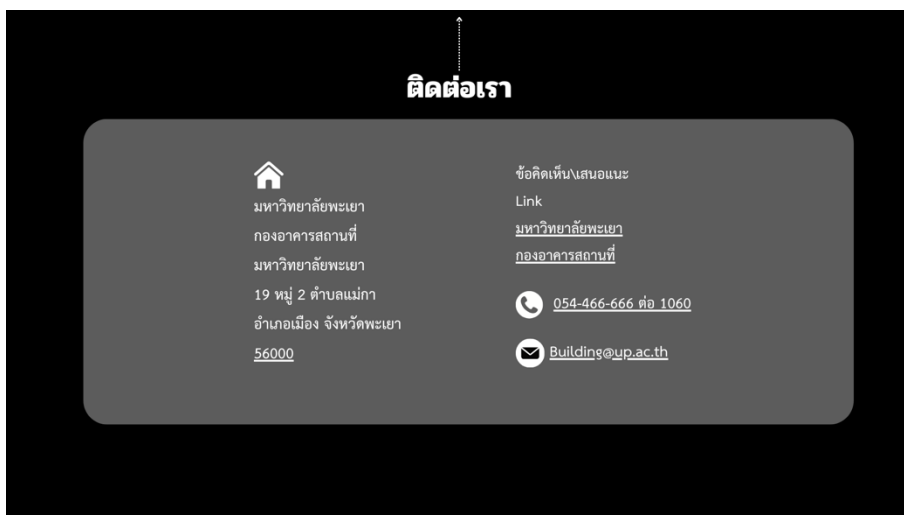 ติดต่อเรา
มหาวิทยาลัยพะเยา
กองอาคารสถานที่
มหาวิทยาลัยพะเยา
19 หมู่ 2 ตำบลแม่กา
อำเภอเมือง จังหวัดพะเยา
56000
ข้อคิดเห็น\เสนอแนะ
Link
มหาวิทยาลัยพะเยา
กองอาคารสถานที่
054-466-666 ต่อ 1060
Building@up.ac.th